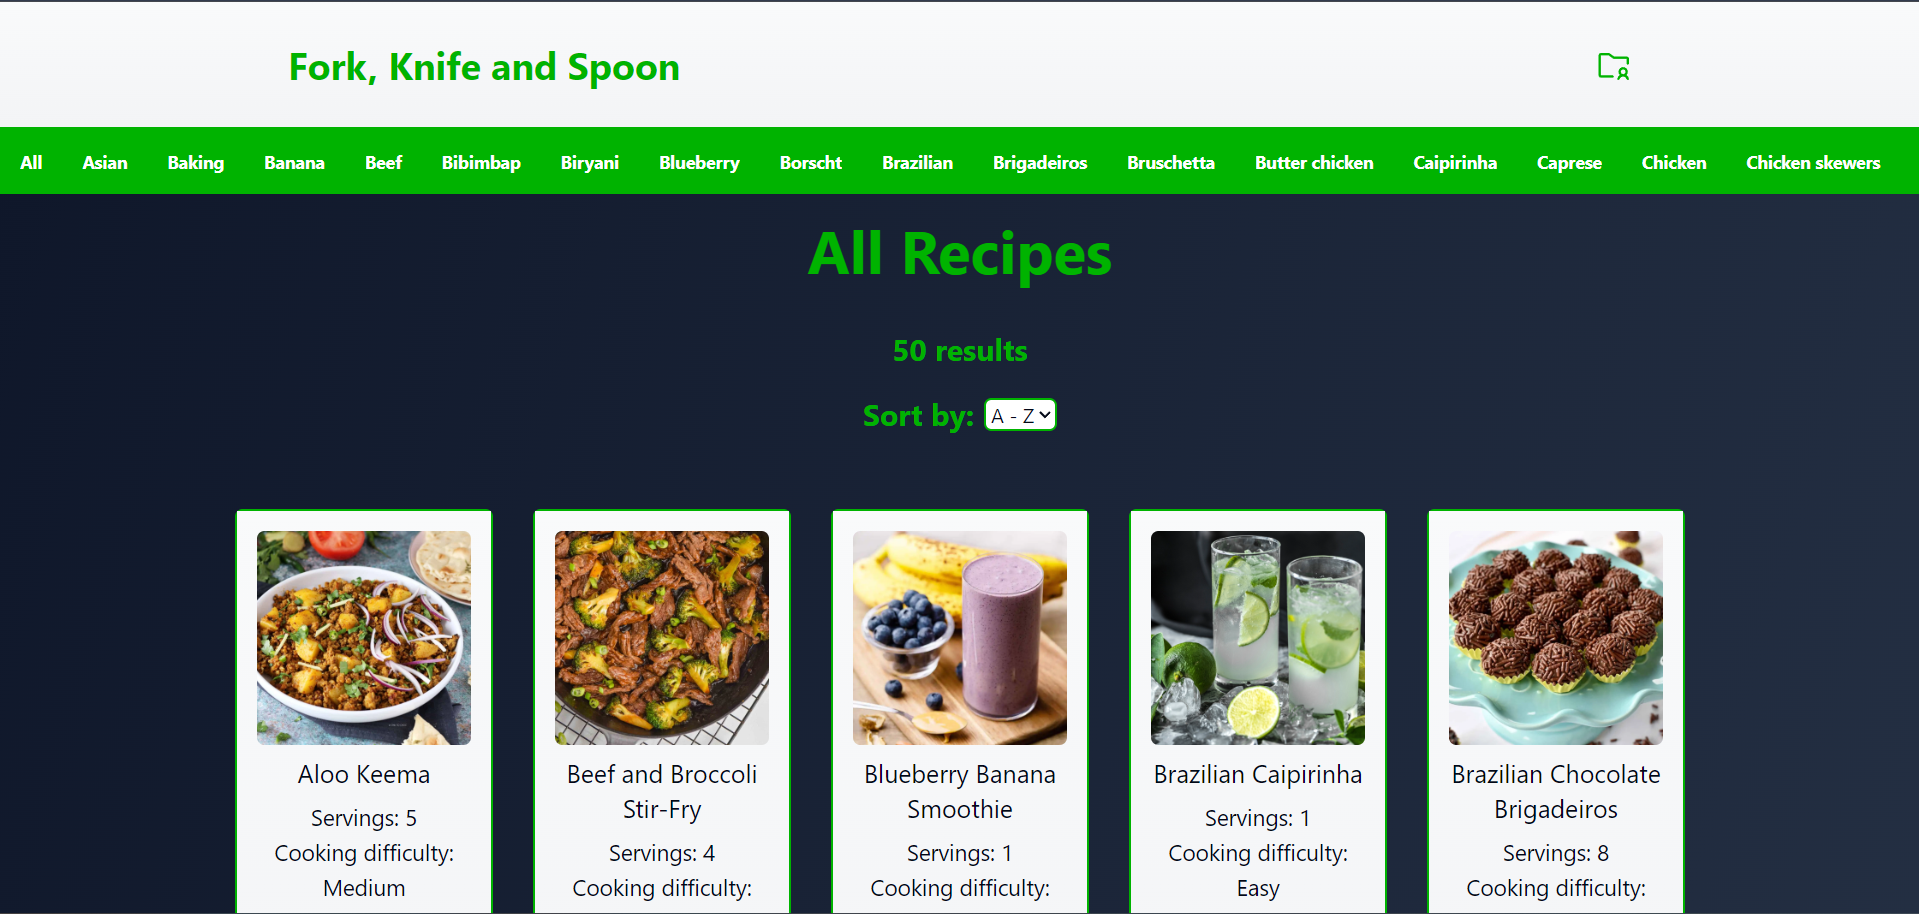 Fork, Knife and Spoon
All Asian Baking Banana Beef Bibimbap Biryani Blueberry Borscht Brazilian Brigadeiros Bruschetta Butter chicken Caipirinha Caprese Chicken Chicken skewers
All Recipes
50 results
Sort by: A - Z
Aloo Keema
Servings: 5
Cooking difficulty:
Medium
Beef and Broccoli
Stir-Fry
Servings: 4
Cooking difficulty:
Blueberry Banana
Smoothie
Servings: 1
Cooking difficulty:
Brazilian Caipirinha
Servings: 1
Cooking difficulty:
Easy
Brazilian Chocolate
Brigadeiros
Servings: 8
Cooking difficulty: